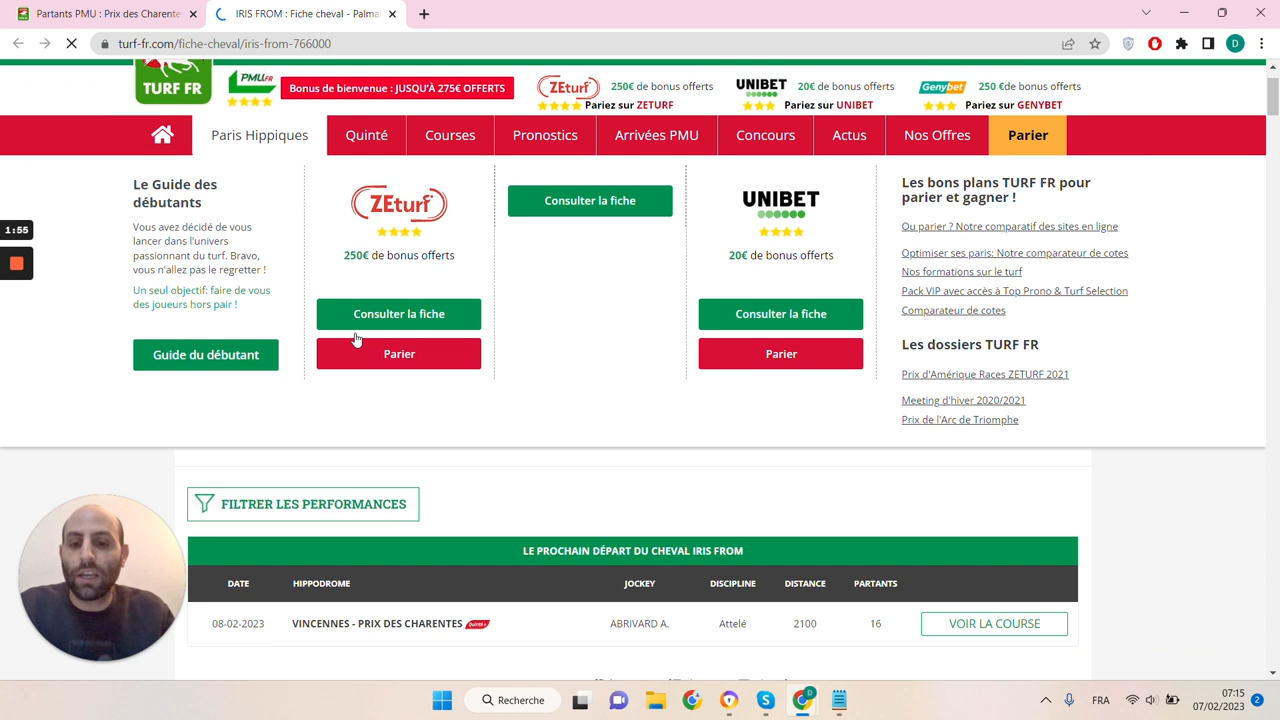 Partants PMU : Prix des Charente
IRIS FROM : Fiche cheval - Palma
turf-fr.com/fiche-cheval/iris-from-766000
D
TURF FR
PMU.FR
Bonus de bienvenue : JUSQU'À 275€ OFFERTS
ZEturf
250€ de bonus offerts
Pariez sur ZETURF
UNIBET
20€ de bonus offerts
Pariez sur UNIBET
Genybet
250 €de bonus offerts
Pariez sur GENYBET
Paris Hippiques
Quinté
Courses
Pronostics
Arrivées PMU
Concours
Actus
Nos Offres
Parier
Le Guide des
débutants
Vous avez décidé de vous
lancer dans l'univers
passionnant du turf. Bravo,
vous n'allez pas le regretter !
Un seul objectif: faire de vous
des joueurs hors pair !
Guide du débutant
ZEturf
250€ de bonus offerts
Consulter la fiche
Parier
Consulter la fiche
UNIBET
20€ de bonus offerts
Consulter la fiche
Parier
Les bons plans TURF FR pour
parier et gagner !
Ou parier ? Notre comparatif des sites en ligne
Optimiser ses paris: Notre comparateur de cotes
Nos formations sur le turf
Pack VIP avec accès à Top Prono & Turf Selection
Comparateur de cotes
Les dossiers TURF FR
Prix d'Amérique Races ZETURF 2021
Meeting d'hiver 2020/2021
Prix de l'Arc de Triomphe
1:55
FILTRER LES PERFORMANCES
LE PROCHAIN DÉPART DU CHEVAL IRIS FROM
DATE HIPPODROME JOCKEY DISCIPLINE DISTANCE PARTANTS
08-02-2023 VINCENNES - PRIX DES CHARENTES Quinté+ ABRIVARD A. Attelé 2100 16 VOIR LA COURSE
Recherche
D
FRA
07:15
07/02/2023
2